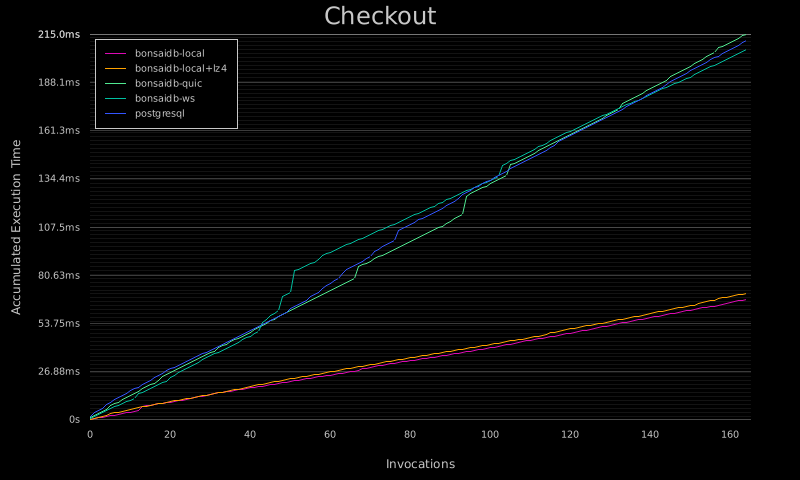 Checkout
215.0ms
188.1ms
161.3ms
134.4ms
107.5ms
80.63ms
53.75ms
26.88ms
0s
bonsaidb-local
bonsaidb-local+lz4
bonsaidb-quic
bonsaidb-ws
postgresql
Accumulated Execution Time
0 20 40 60 80 100 120 140 160
Invocations